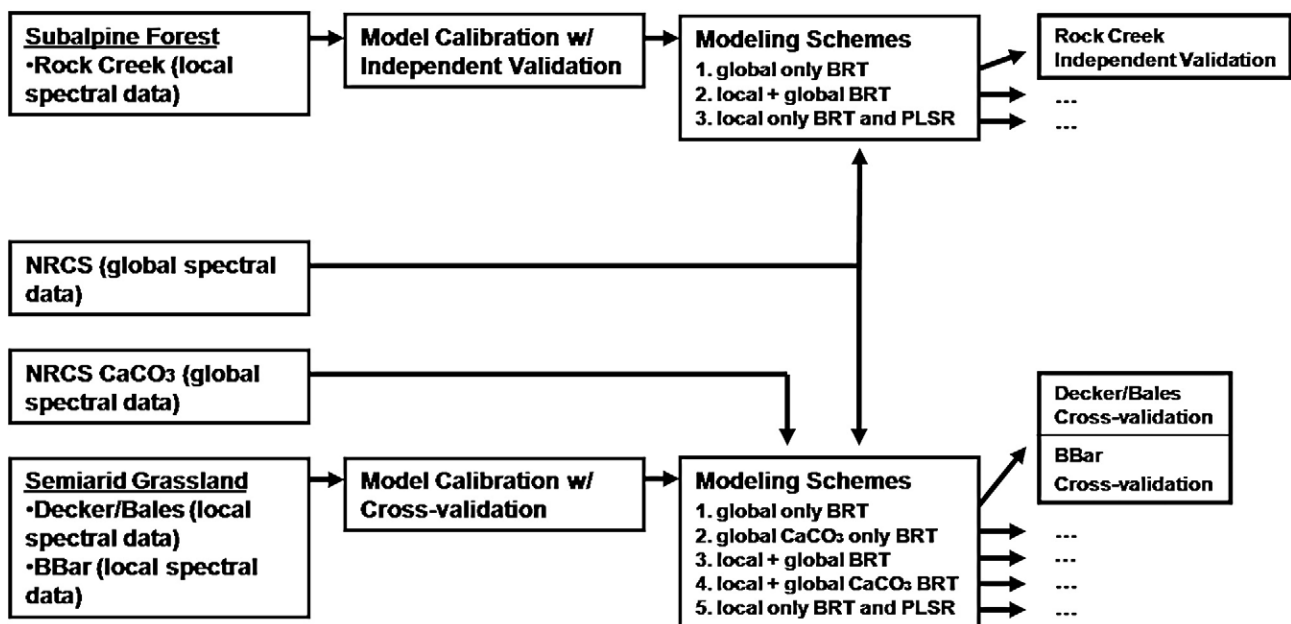 Subalpine Forest
•Rock Creek (local
spectral data)
Model Calibration w/
Independent Validation
Modeling Schemes
1. global only BRT
2. local + global BRT
3. local only BRT and PLSR
Rock Creek
Independent Validation
---
---
NRCS (global spectral
data)
NRCS CaCO₃ (global
spectral data)
Semiarid Grassland
•Decker/Bales (local
spectral data)
•BBar (local spectral
data)
Model Calibration w/
Cross-validation
Modeling Schemes
1. global only BRT
2. global CaCO₃ only BRT
3. local + global BRT
4. local + global CaCO₃ BRT
5. local only BRT and PLSR
Decker/Bales
Cross-validation
BBar
Cross-validation
---
---
---
---